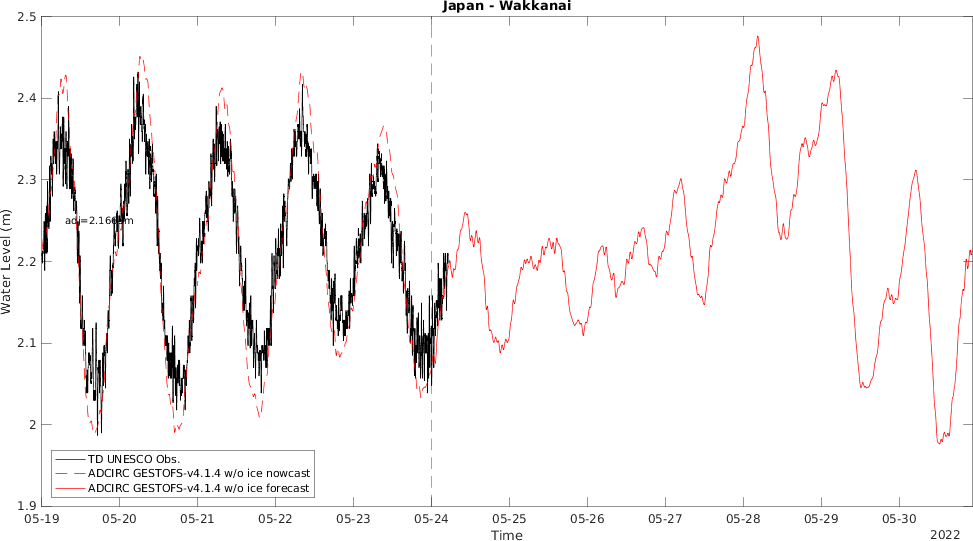 Japan - Wakkanai
2.5
2.4
2.3
2.2
2.1
2
1.9
Water Level (m)
TD UNESCO Obs.
ADCIRC GESTOFS-v4.1.4 w/o ice nowcast
ADCIRC GESTOFS-v4.1.4 w/o ice forecast
05-19 05-20 05-21 05-22 05-23 05-24 05-25 05-26 05-27 05-28 05-29 05-30
Time
2022